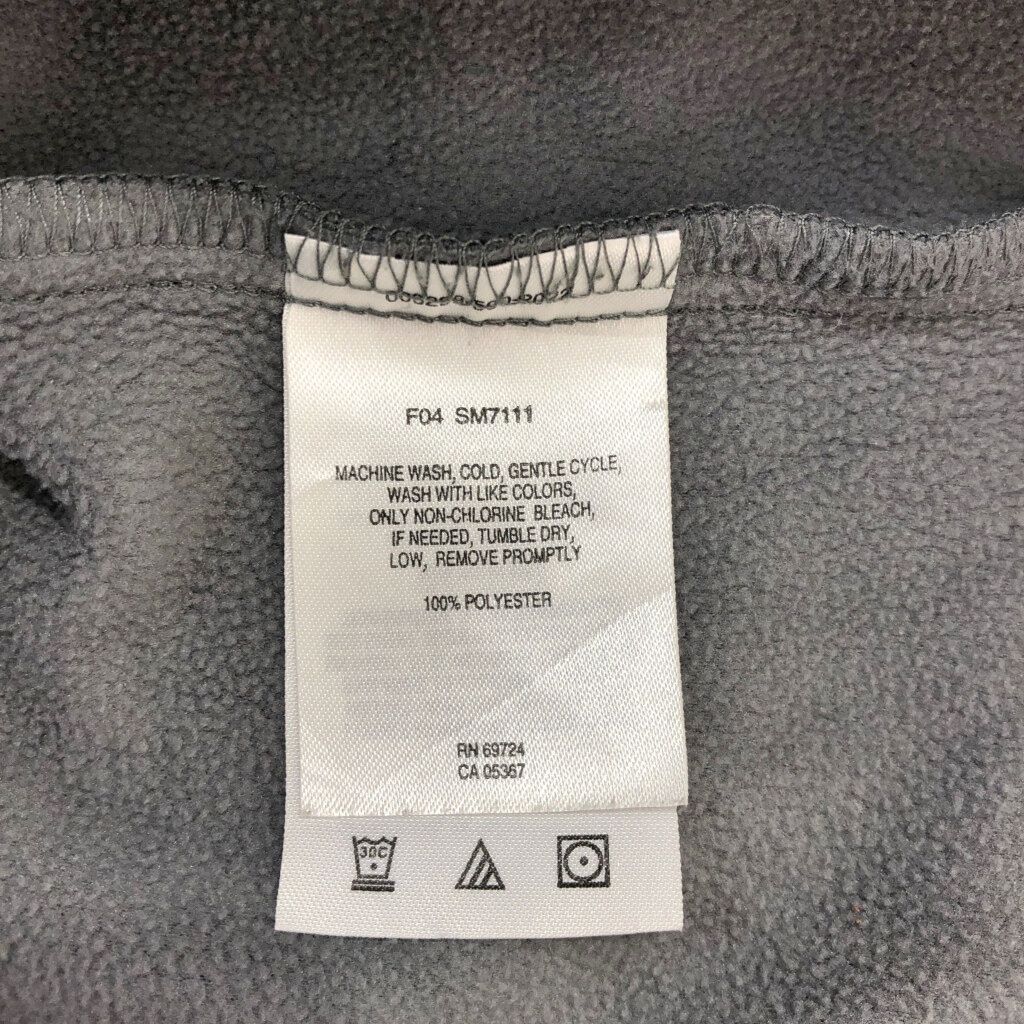 F04 SM7111
MACHINE WASH, COLD, GENTLE CYCLE,
WASH WITH LIKE COLORS,
ONLY NON-CHLORINE BLEACH,
IF NEEDED, TUMBLE DRY,
LOW, REMOVE PROMPTLY
100% POLYESTER
RN 69724
CA 05367
30C